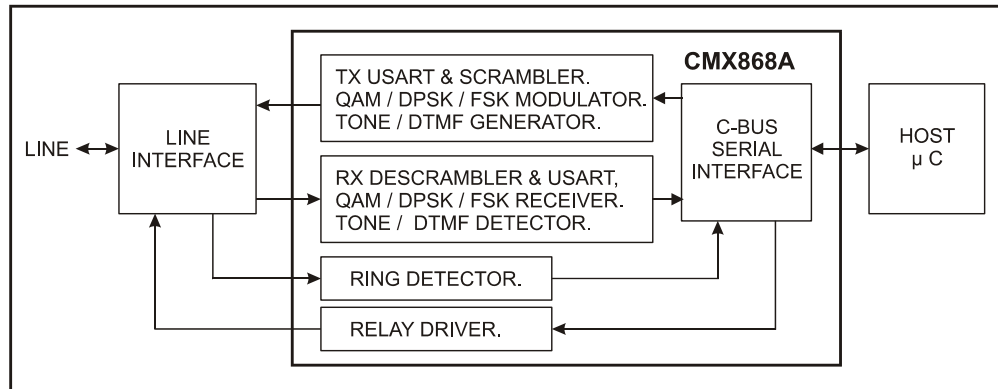 CMX868A
TX USART & SCRAMBLER.
QAM / DPSK / FSK MODULATOR.
TONE / DTMF GENERATOR.
LINE
LINE
INTERFACE
C-BUS
SERIAL
INTERFACE
HOST
µ C
RX DESCRAMBLER & USART,
QAM / DPSK / FSK RECEIVER.
TONE / DTMF DETECTOR.
RING DETECTOR.
RELAY DRIVER.